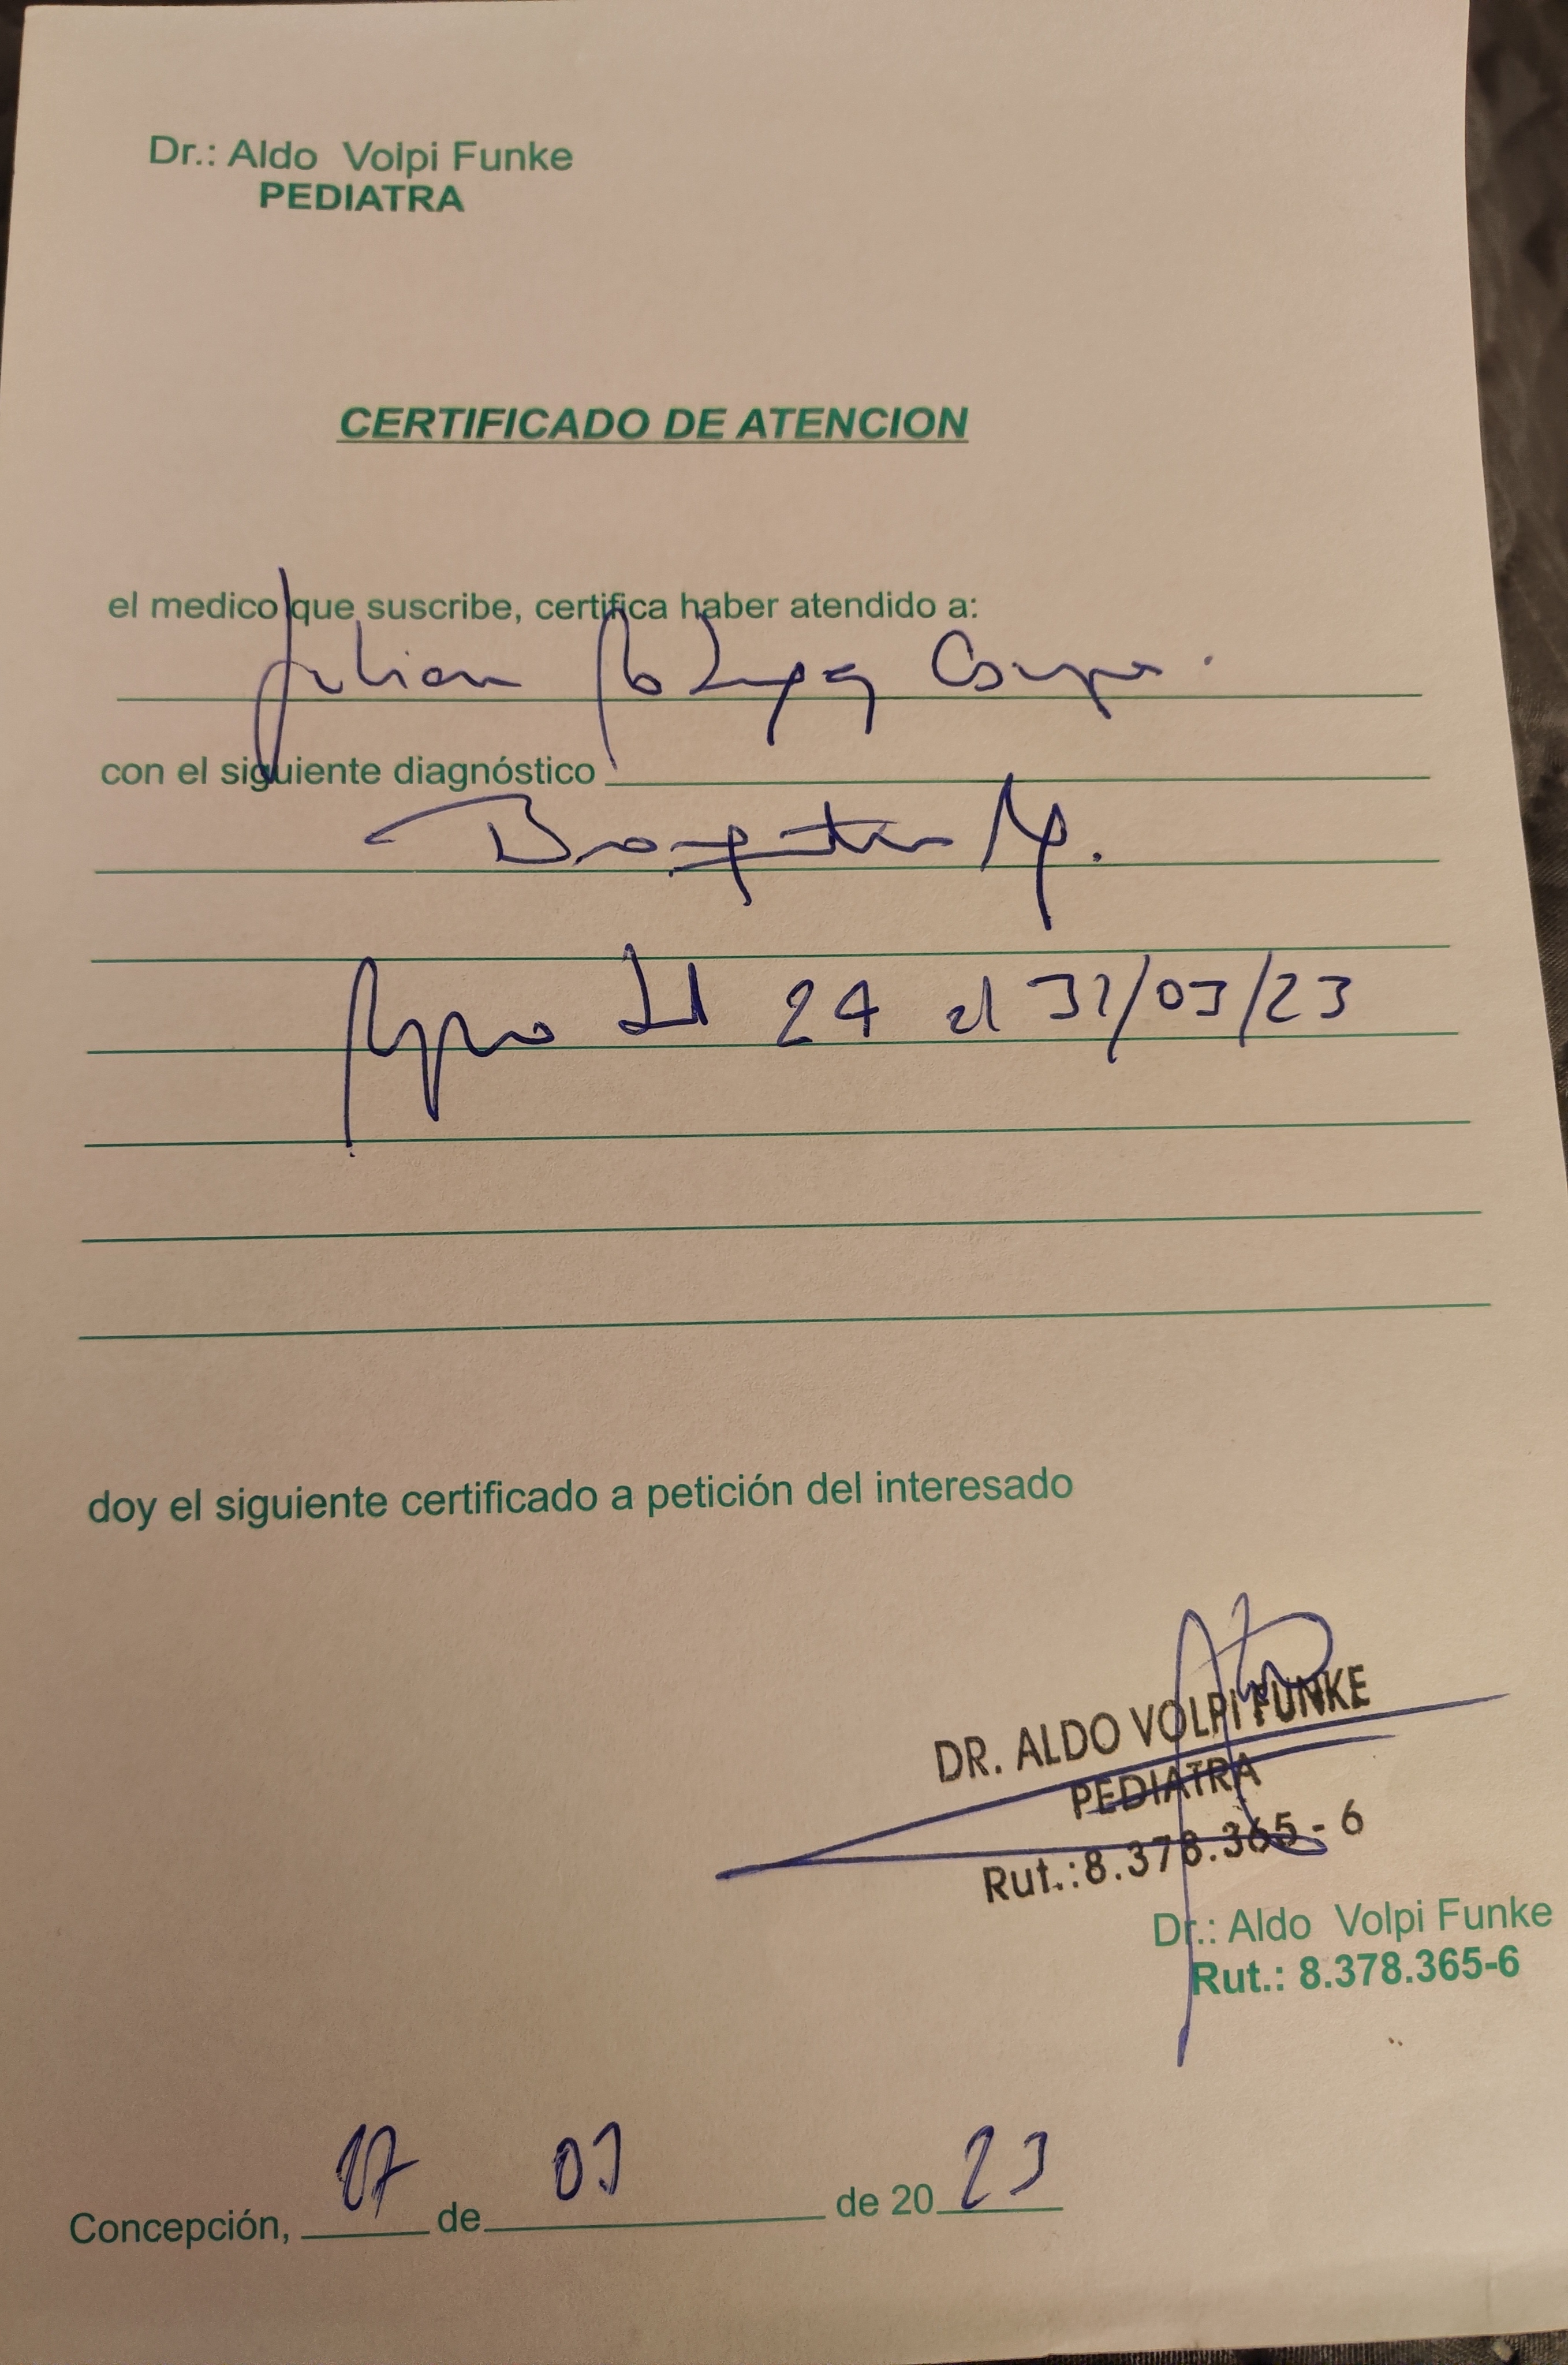 Dr.: Aldo Volpi Funke
PEDIATRA
CERTIFICADO DE ATENCION
el medico que suscribe, certifica haber atendido a:
Julian
con el siguiente diagnóstico
del 24 al 31/03/23
doy el siguiente certificado a petición del interesado
DR. ALDO VOLPI FUNKE
PEDIATRA
Rut.:8.378.365-6
Dr.: Aldo Volpi Funke
Rut.: 8.378.365-6
Concepción, de 03 de 2023